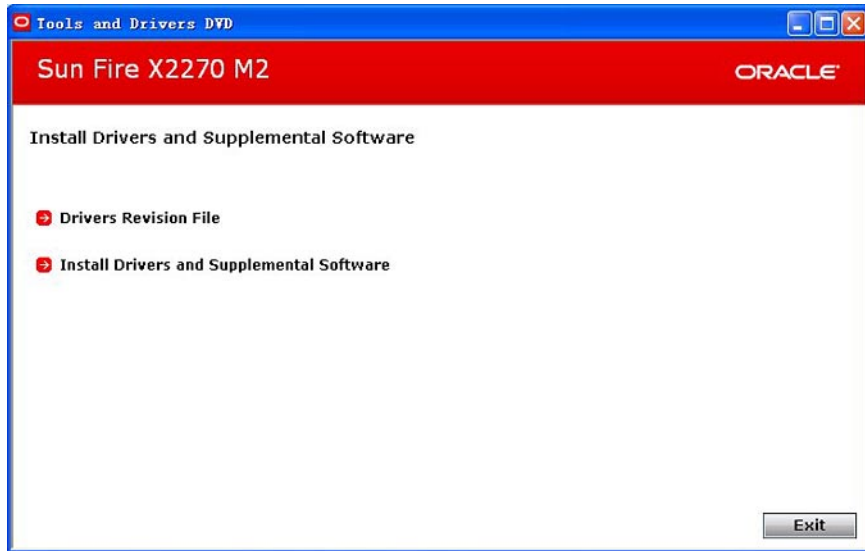 Tools and Drivers DVD
Sun Fire X2270 M2
ORACLE
Install Drivers and Supplemental Software
Drivers Revision File
Install Drivers and Supplemental Software
Exit